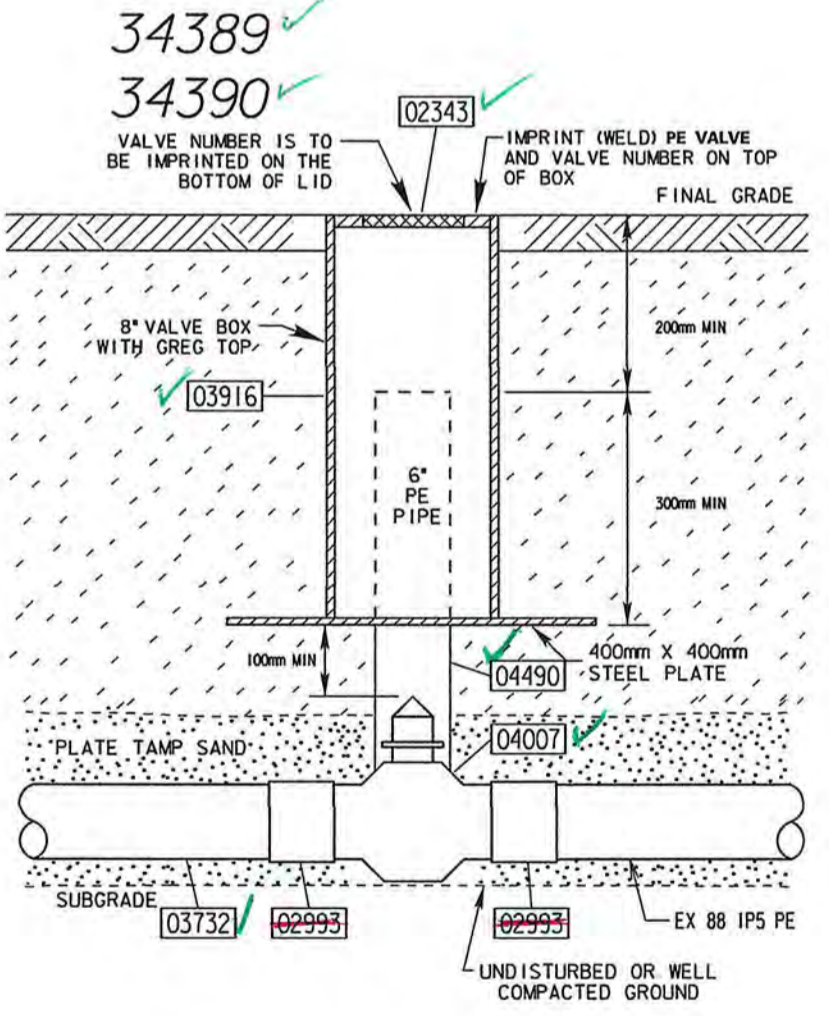 34389
34390
02343
VALVE NUMBER IS TO
BE IMPRINTED ON THE
BOTTOM OF LID
IMPRINT (WELD) PE VALVE
AND VALVE NUMBER ON TOP
OF BOX
FINAL GRADE
8" VALVE BOX
WITH GREG TOP
200mm MIN
03916
6"
PE
PIPE
300mm MIN
100mm MIN
04490
400mm X 400mm
STEEL PLATE
04007
PLATE TAMP SAND
SUBGRADE
03732
02993
02993
EX 88 IP5 PE
UNDISTURBED OR WELL
COMPACTED GROUND